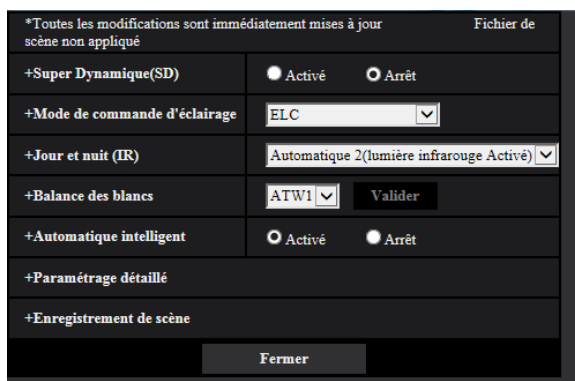 *Toutes les modifications sont immédiatement mises à jour Fichier de
scène non appliqué
+Super Dynamique(SD) Activé Arrêt
+Mode de commande d'éclairage ELC
+Jour et nuit (IR) Automatique 2(lumière infrarouge Activé)
+Balance des blancs ATW1 Valider
+Automatique intelligent Activé Arrêt
+Paramétrage détaillé
+Enregistrement de scène
Fermer